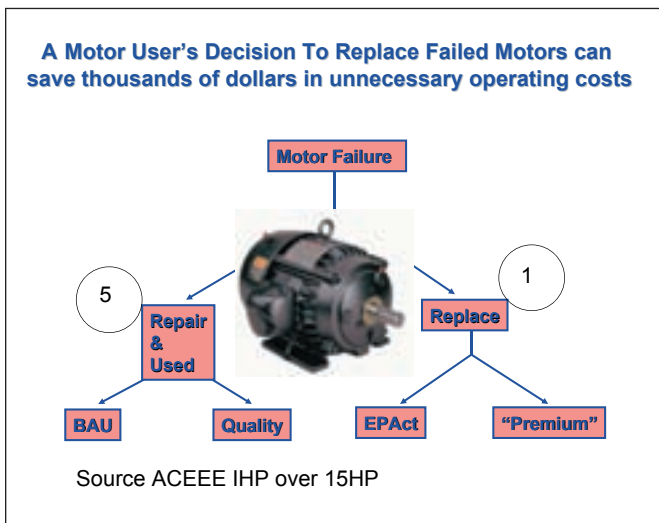 A Motor User's Decision To Replace Failed Motors can
save thousands of dollars in unnecessary operating costs
Motor Failure
5
1
Repair
&
Used
Replace
BAU
Quality
EPAct
"Premium"
Source ACEEE IHP over 15HP